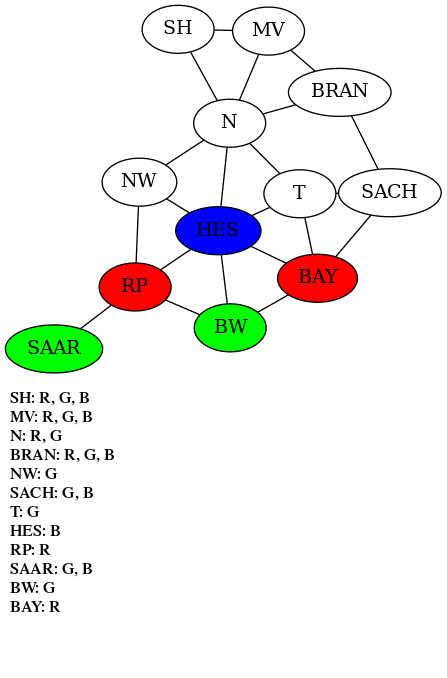 SH
MV
BRAN
N
NW
T
SACH
HES
BAY
RP
BW
SAAR
SH: R, G, B
MV: R, G, B
N: R, G
BRAN: R, G, B
NW: G
SACH: G, B
T: G
HES: B
RP: R
SAAR: G, B
BW: G
BAY: R